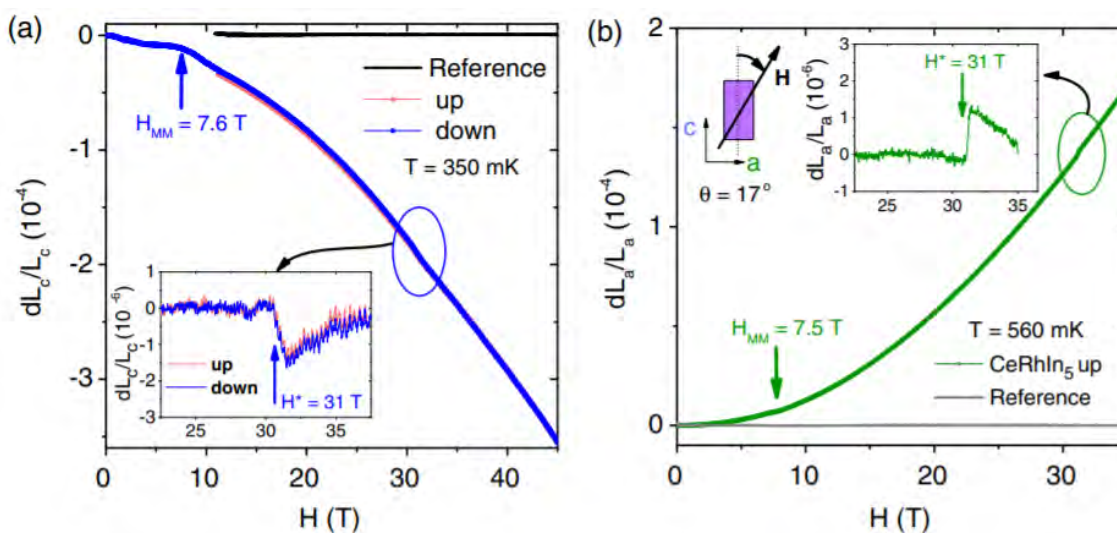 (a)
dL_c/L_c (10^-4)
0
-1
-2
-3
0 10 20 30 40
H (T)
H_MM = 7.6 T
Reference
up
down
T = 350 mK
dL_c/L_c (10^-6)
1
0
-1
-2
-3
25 30 35
up
down
H* = 31 T
(b)
dL_a/L_a (10^-4)
2
1
0
0 10 20 30
H (T)
H
c
a
θ = 17°
dL_a/L_a (10^-6)
3
2
1
0
-1
25 30 35
H* = 31 T
H_MM = 7.5 T
T = 560 mK
CeRhIn_5 up
Reference